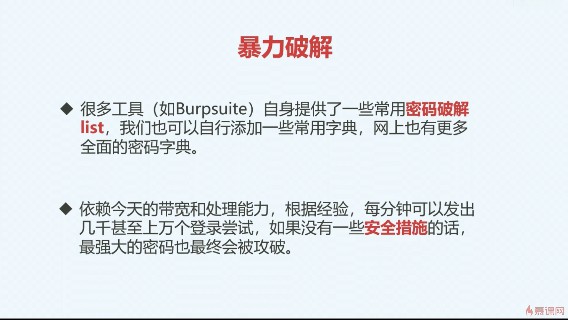 暴力破解
◆ 很多工具（如Burpsuite）自身提供了一些常用密码破解
list，我们也可以自行添加一些常用字典，网上也有更多
全面的密码字典。
◆ 依赖今天的带宽和处理能力，根据经验，每分钟可以发出
几千甚至上万个登录尝试，如果没有一些安全措施的话，
最强大的密码也最终会被攻破。
慕课网